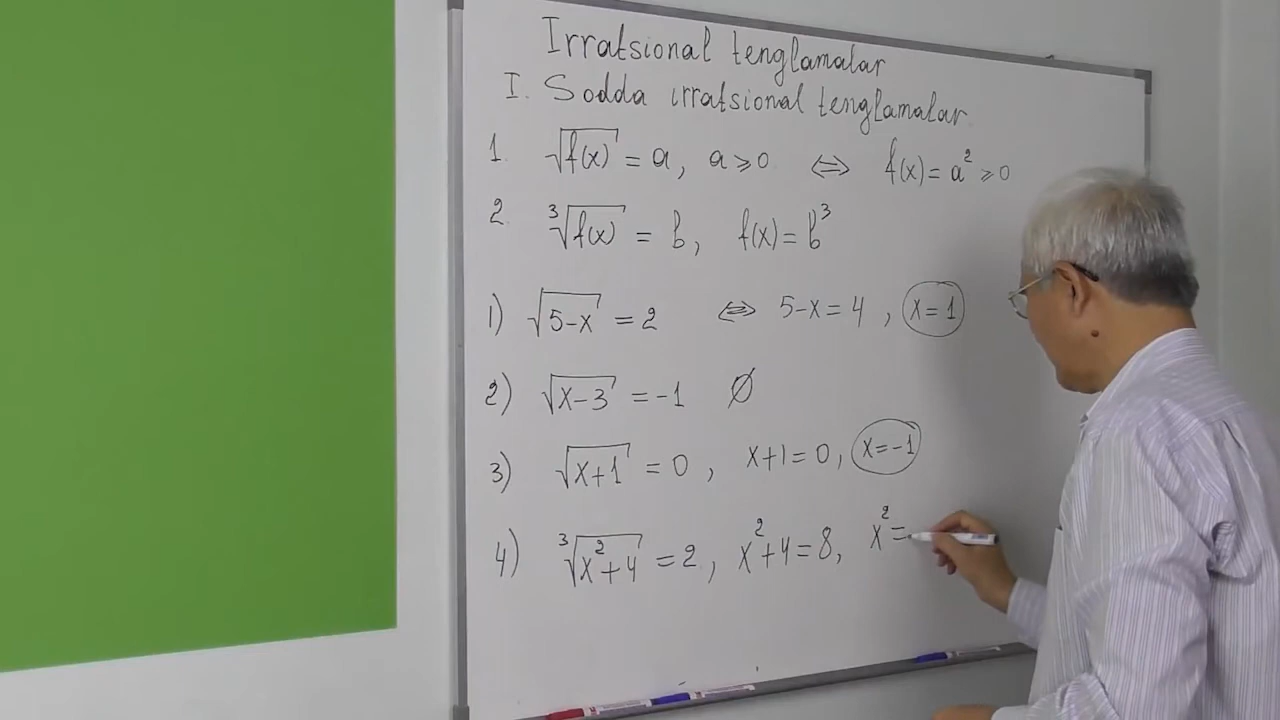 Irratsional tenglamalar
I. Sodda irratsional tenglamalar
1. √f(x) = a, a ⩾ 0 ⇔ f(x) = a² ⩾ 0
2. ∛f(x) = b, f(x) = b³
1) √5-x = 2 ⇔ 5-x = 4, x = 1
2) √x-3 = -1 ∅
3) √x+1 = 0, x+1 = 0, x = -1
4) ∛x²+4 = 2, x²+4 = 8, x² =